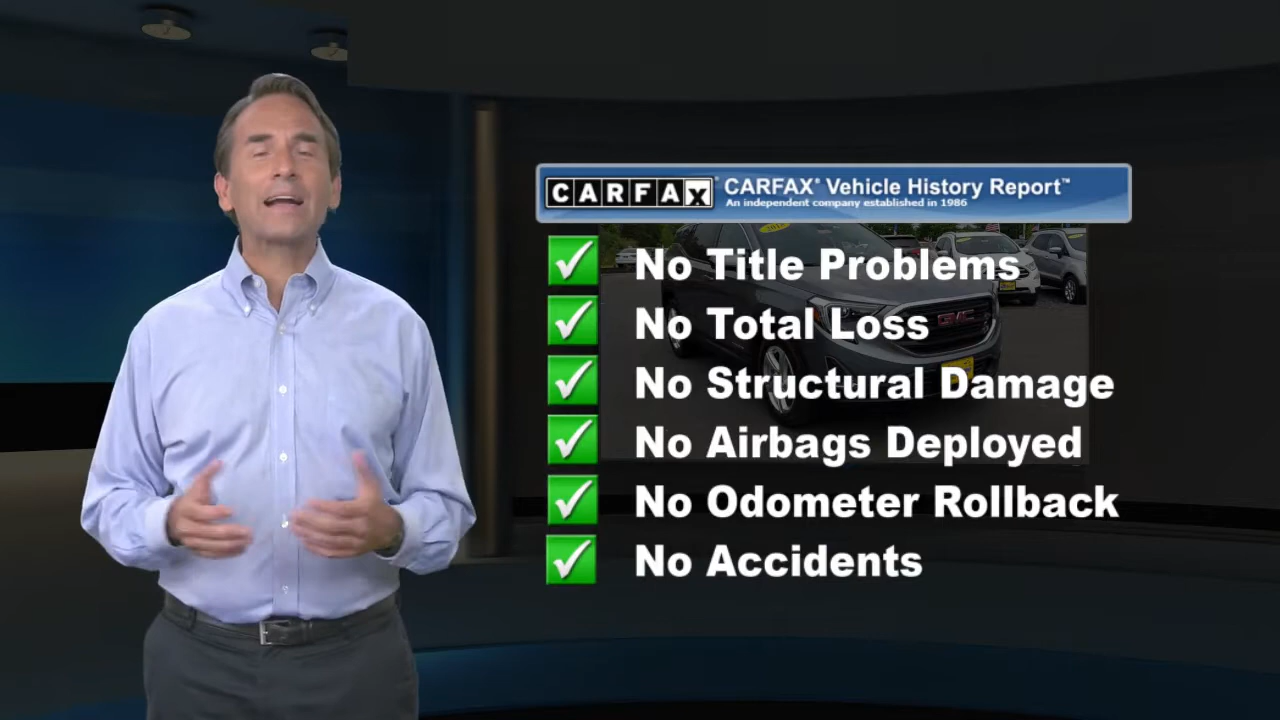 CARFAX
CARFAX® Vehicle History Report™
An independent company established in 1986
No Title Problems
No Total Loss
No Structural Damage
No Airbags Deployed
No Odometer Rollback
No Accidents
GMC